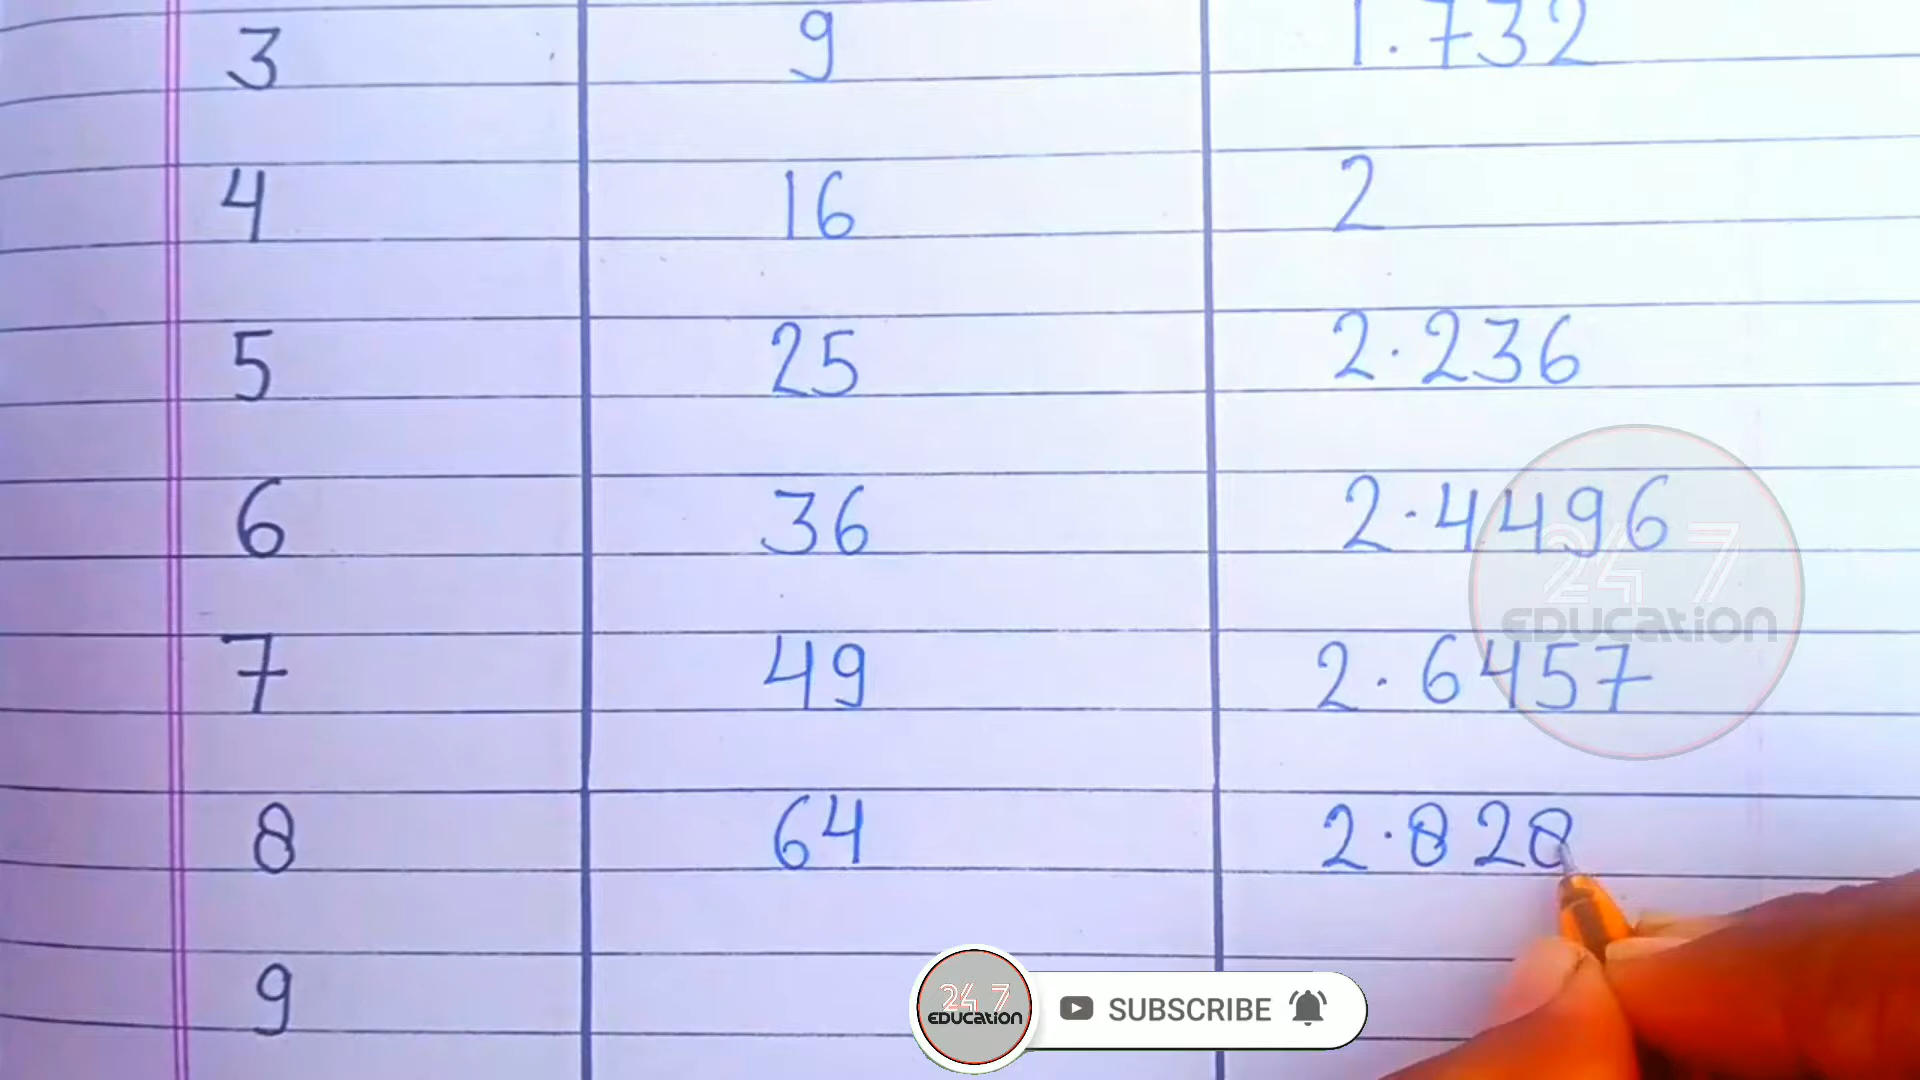 3 9 1.732
4 16 2
5 25 2.236
6 36 2.4496
7 49 2.6457
8 64 2.828
9
24 7
EDUCATION
24 7
EDUCATION
SUBSCRIBE